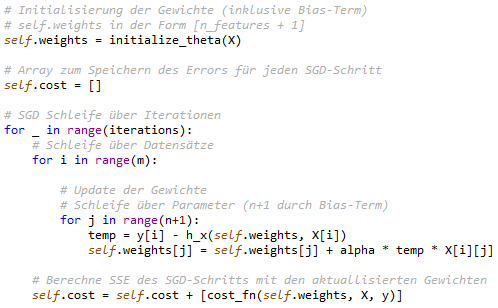 # Initialisierung der Gewichte (inklusive Bias-Term)
# self.weights in der Form [n_features + 1]
self.weights = initialize_theta(X)
# Array zum Speichern des Errors für jeden SGD-Schritt
self.cost = []
# SGD Schleife über Iterationen
for _ in range(iterations):
# Schleife über Datensätze
for i in range(m):
# Update der Gewichte
# Schleife über Parameter (n+1 durch Bias-Term)
for j in range(n+1):
temp = y[i] - h_x(self.weights, X[i])
self.weights[j] = self.weights[j] + alpha * temp * X[i][j]
# Berechne SSE des SGD-Schritts mit den aktuallisierten Gewichten
self.cost = self.cost + [cost_fn(self.weights, X, y)]